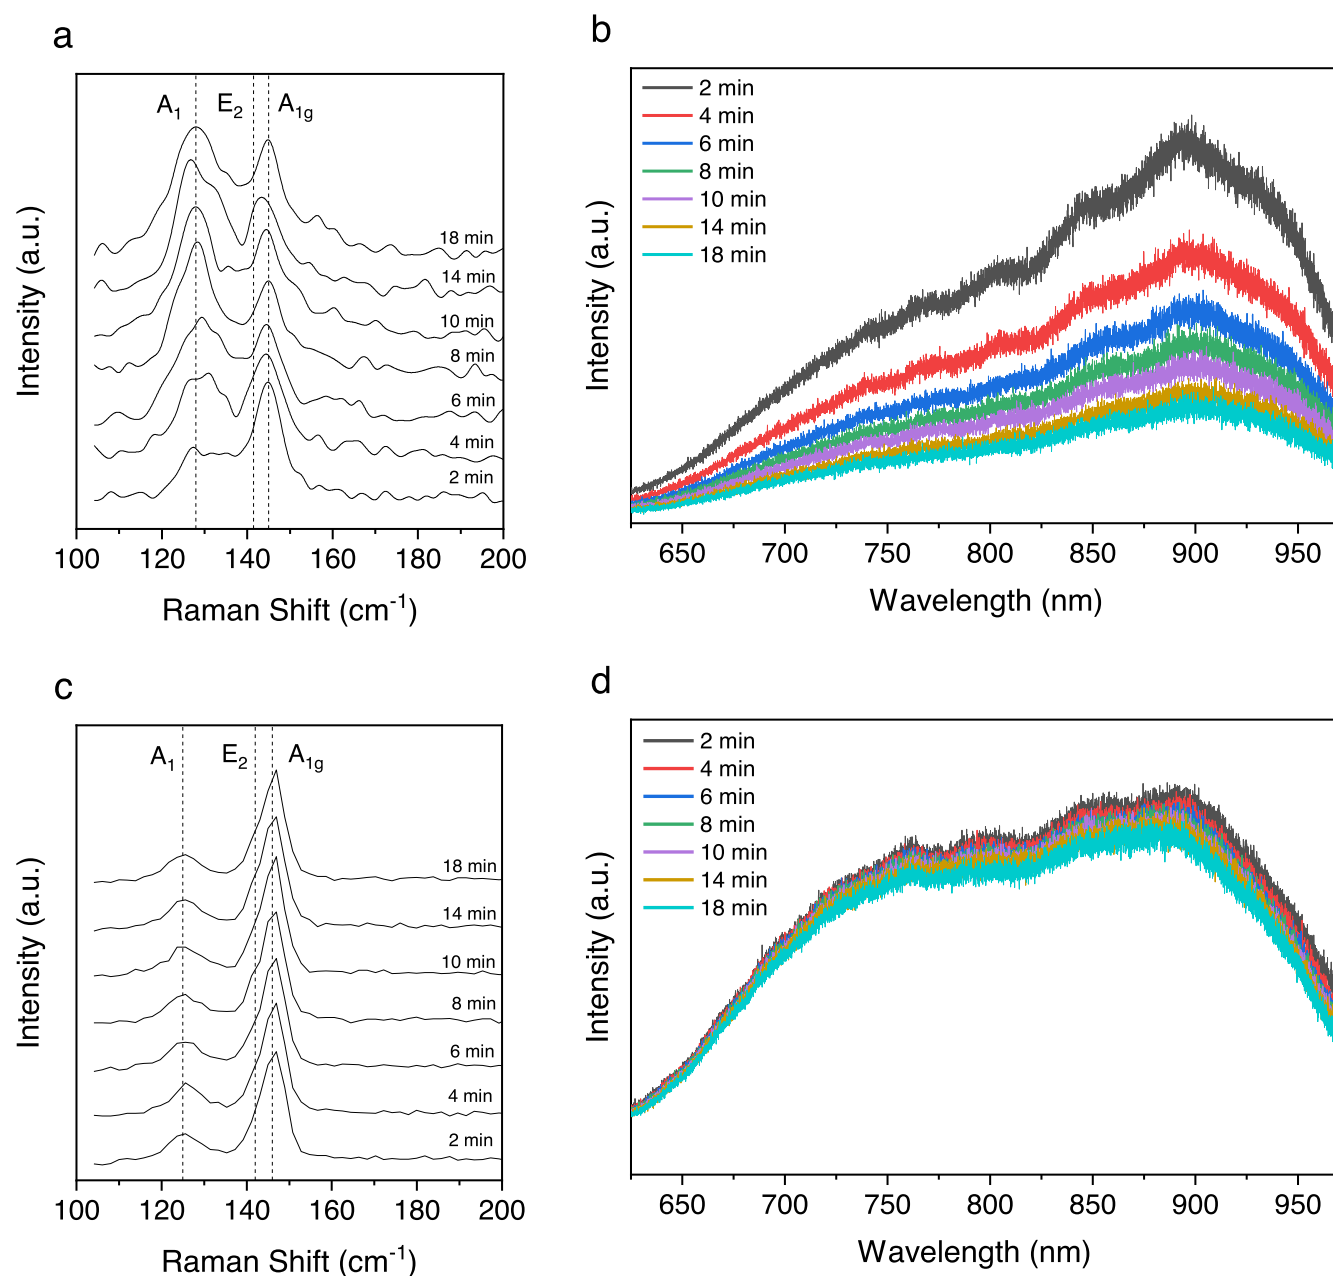 a
A₁ E₂ A₁g
18 min
14 min
10 min
8 min
6 min
4 min
2 min
Intensity (a.u.)
100 120 140 160 180 200
Raman Shift (cm⁻¹)
b
2 min
4 min
6 min
8 min
10 min
14 min
18 min
Intensity (a.u.)
650 700 750 800 850 900 950
Wavelength (nm)
c
A₁ E₂ A₁g
18 min
14 min
10 min
8 min
6 min
4 min
2 min
Intensity (a.u.)
100 120 140 160 180 200
Raman Shift (cm⁻¹)
d
2 min
4 min
6 min
8 min
10 min
14 min
18 min
Intensity (a.u.)
650 700 750 800 850 900 950
Wavelength (nm)